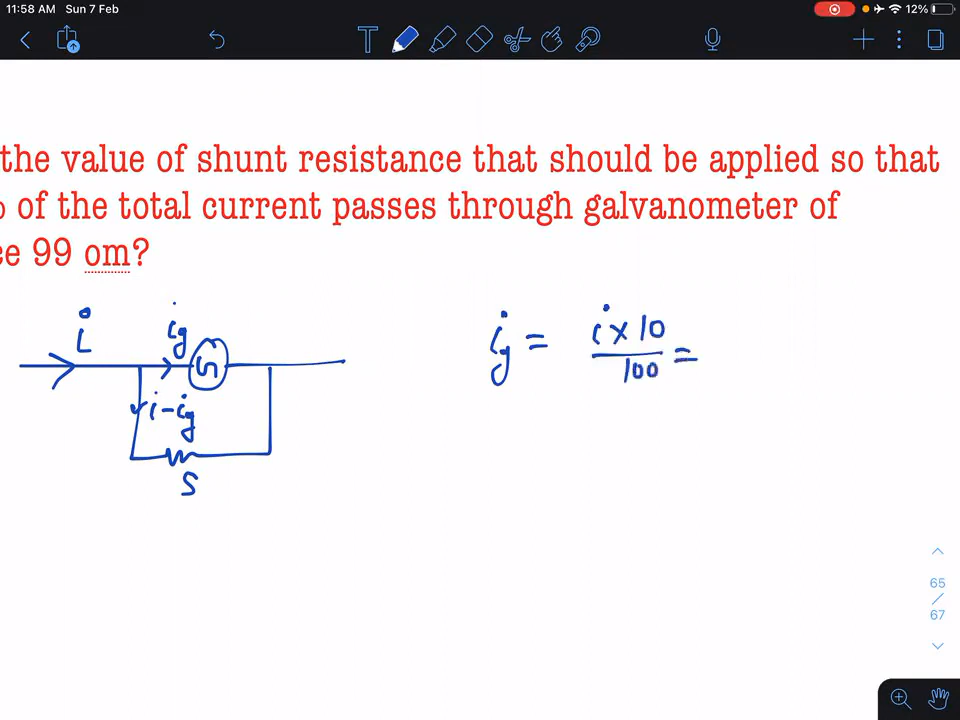 11:58 AM Sun 7 Feb
12%
T
the value of shunt resistance that should be applied so that
of the total current passes through galvanometer of
ce 99 om?
i
ig
G
i-ig
S
ig = i × 10 / 100 =
65
/
67